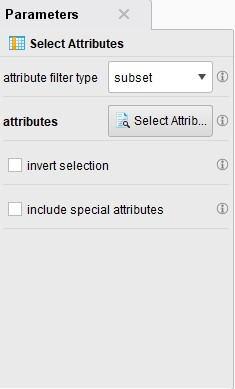 Parameters
Select Attributes
attribute filter type subset
attributes Select Attrib...
invert selection
include special attributes